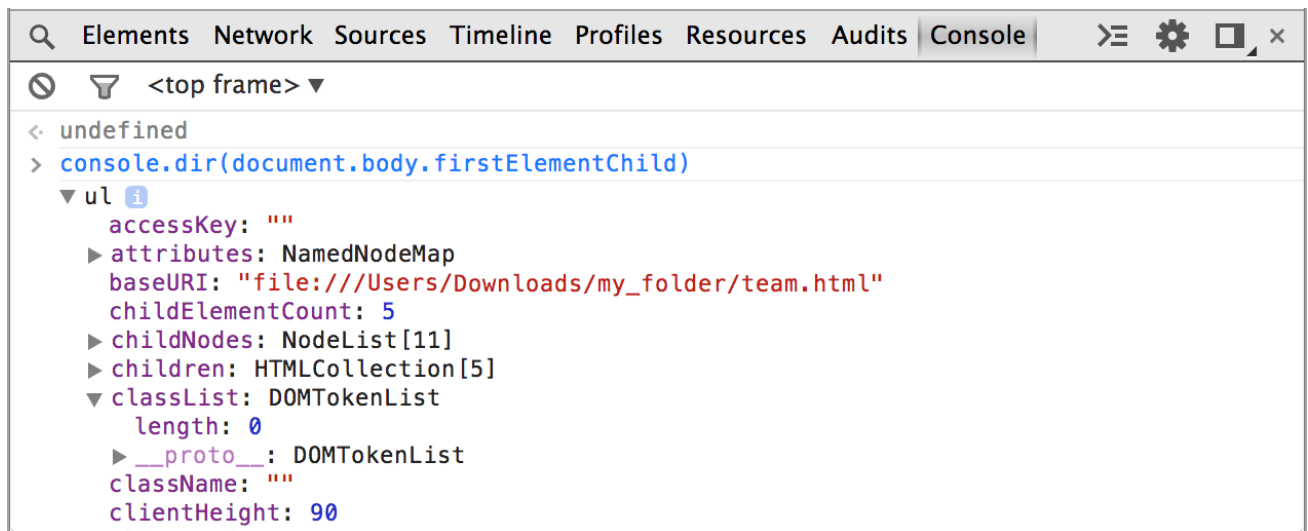 Elements Network Sources Timeline Profiles Resources Audits Console
<top frame> ▼
undefined
> console.dir(document.body.firstElementChild)
▼ ul i
accessKey: ""
▶ attributes: NamedNodeMap
baseURI: "file:///Users/Downloads/my_folder/team.html"
childElementCount: 5
▶ childNodes: NodeList[11]
▶ children: HTMLCollection[5]
▼ classList: DOMTokenList
length: 0
▶ __proto__: DOMTokenList
className: ""
clientHeight: 90